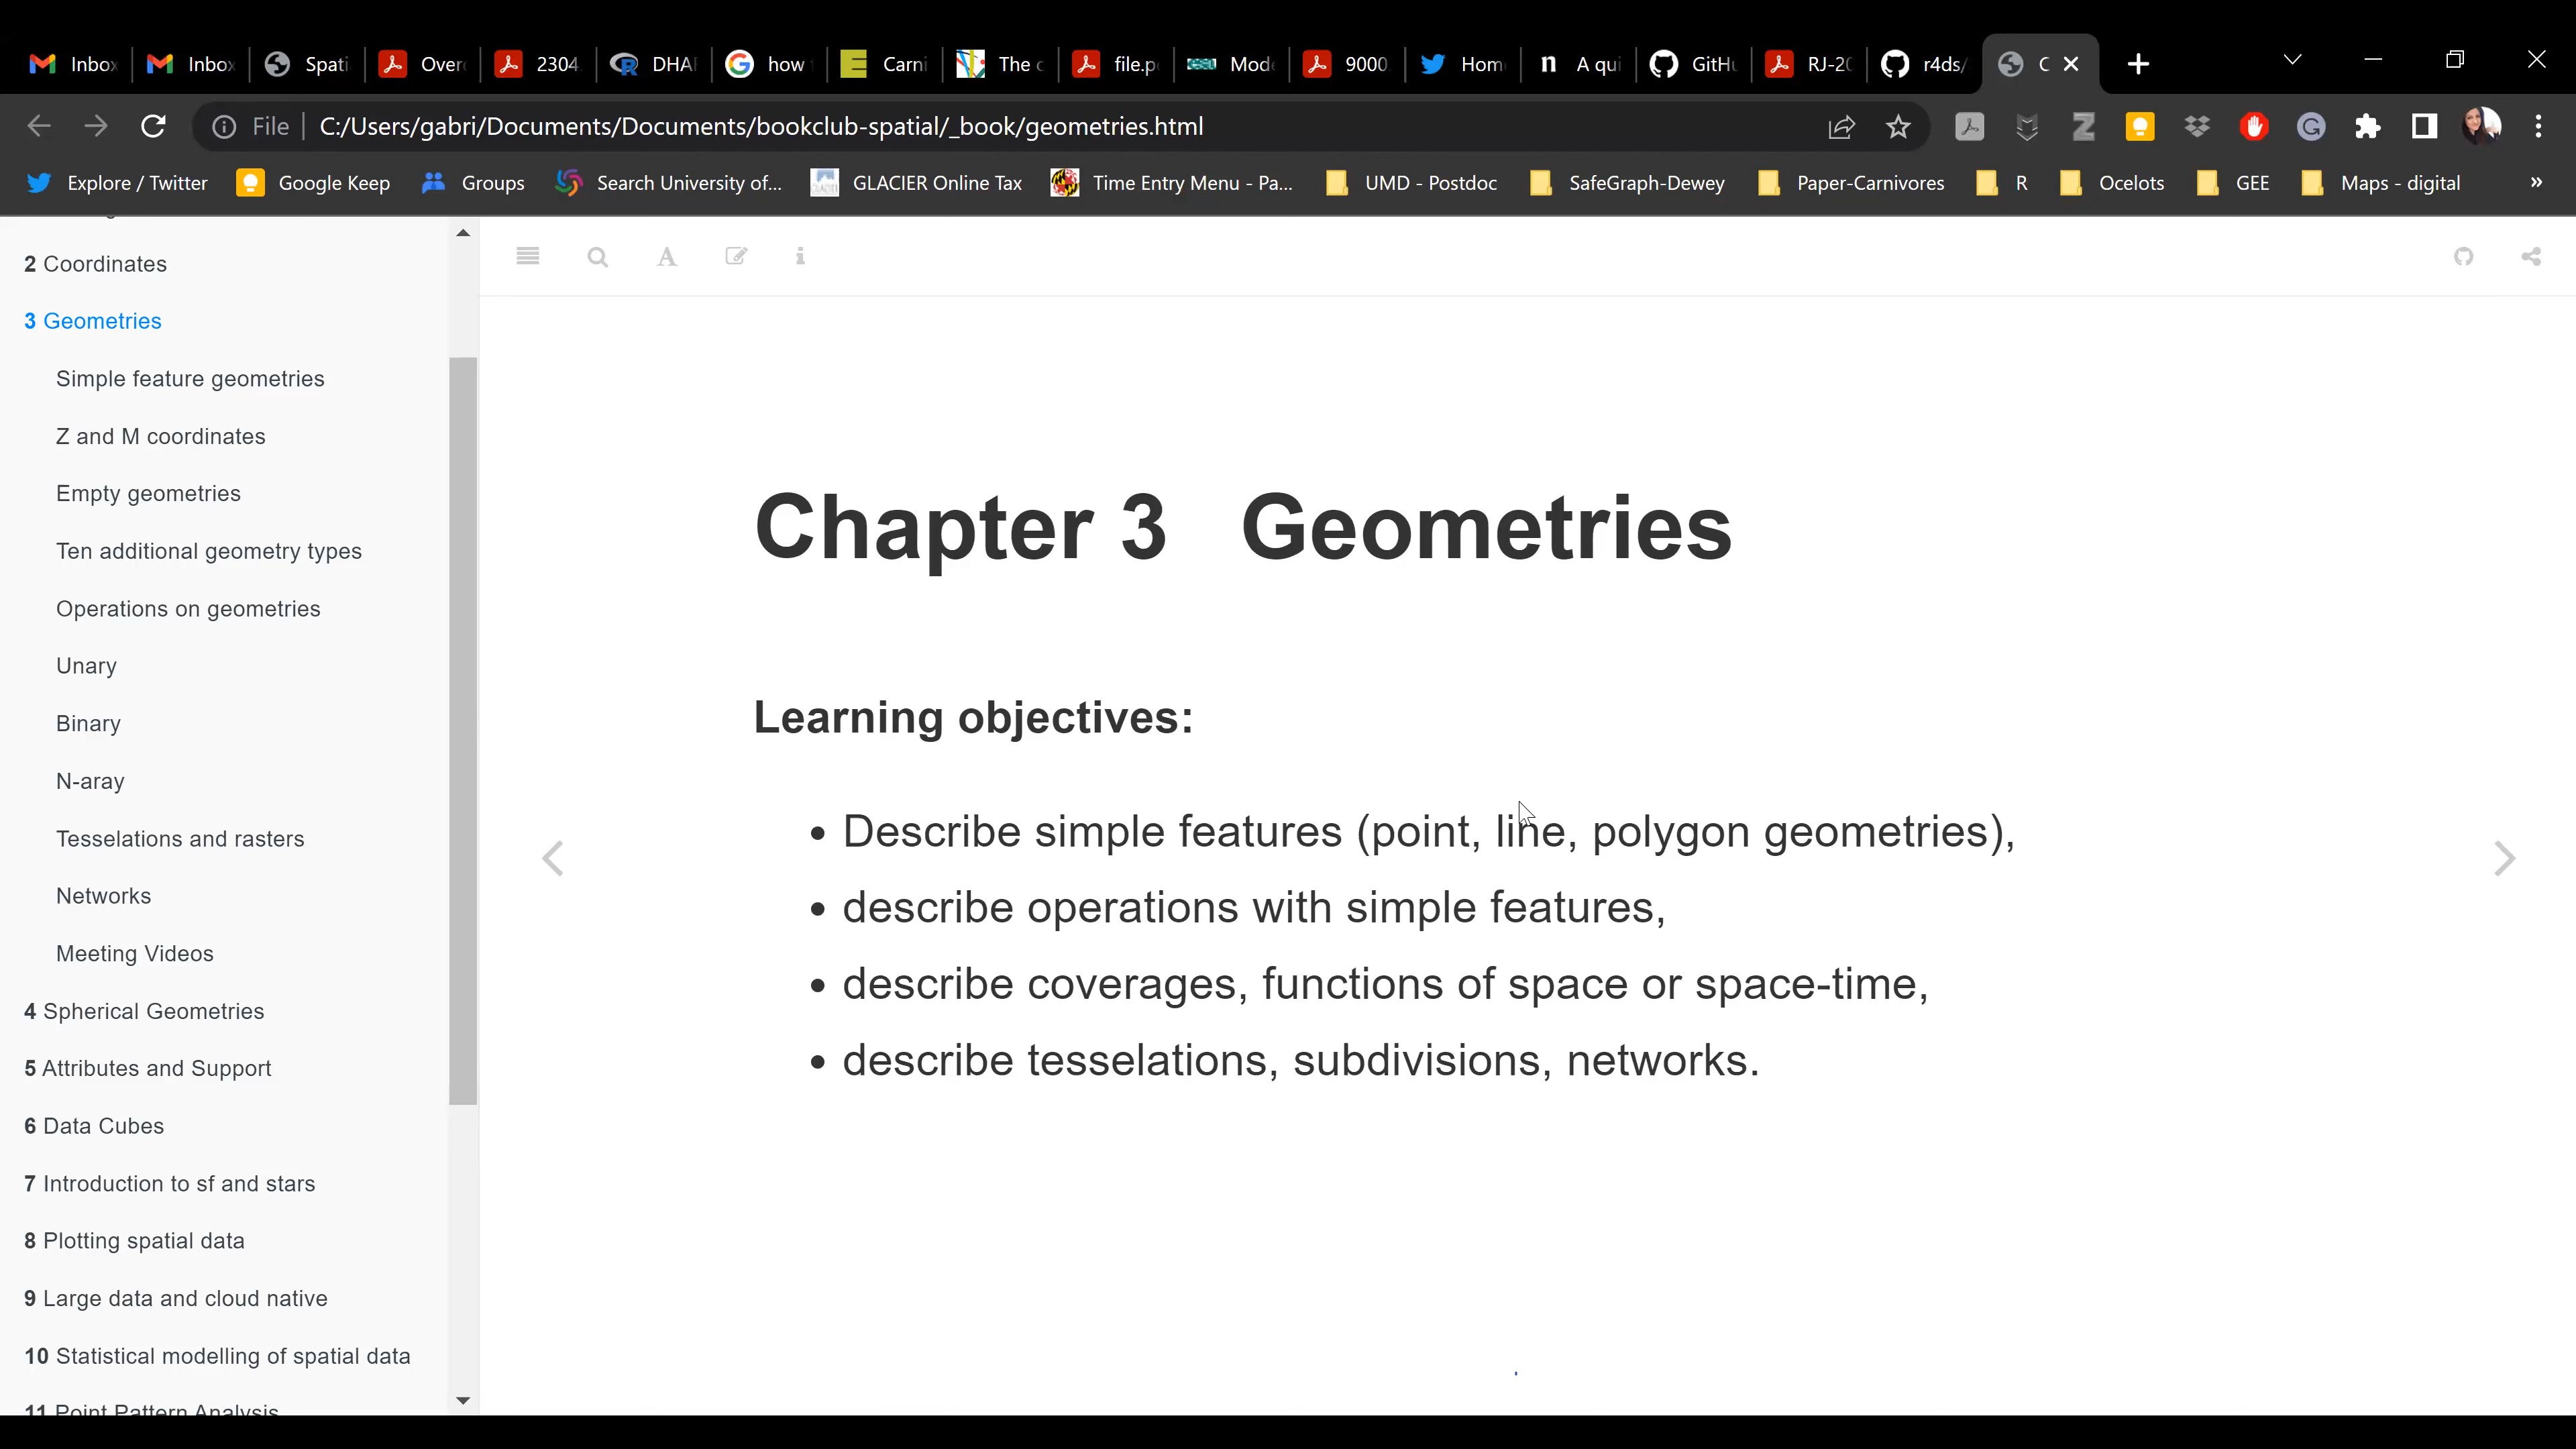 Inbox
Inbox
Spati
Over
2304
DHAR
how
Carni
The c
file.p
Mode
9000
Hom
A qui
GitHu
RJ-20
r4ds/
C
File
C:/Users/gabri/Documents/Documents/bookclub-spatial/_book/geometries.html
Explore / Twitter
Google Keep
Groups
Search University of...
GLACIER Online Tax
Time Entry Menu - Pa...
UMD - Postdoc
SafeGraph-Dewey
Paper-Carnivores
R
Ocelots
GEE
Maps - digital
»
2 Coordinates
3 Geometries
Simple feature geometries
Z and M coordinates
Empty geometries
Ten additional geometry types
Operations on geometries
Unary
Binary
N-aray
Tesselations and rasters
Networks
Meeting Videos
4 Spherical Geometries
5 Attributes and Support
6 Data Cubes
7 Introduction to sf and stars
8 Plotting spatial data
9 Large data and cloud native
10 Statistical modelling of spatial data
11 Point Pattern Analysis
Chapter 3 Geometries
Learning objectives:
• Describe simple features (point, line, polygon geometries),
• describe operations with simple features,
• describe coverages, functions of space or space-time,
• describe tesselations, subdivisions, networks.